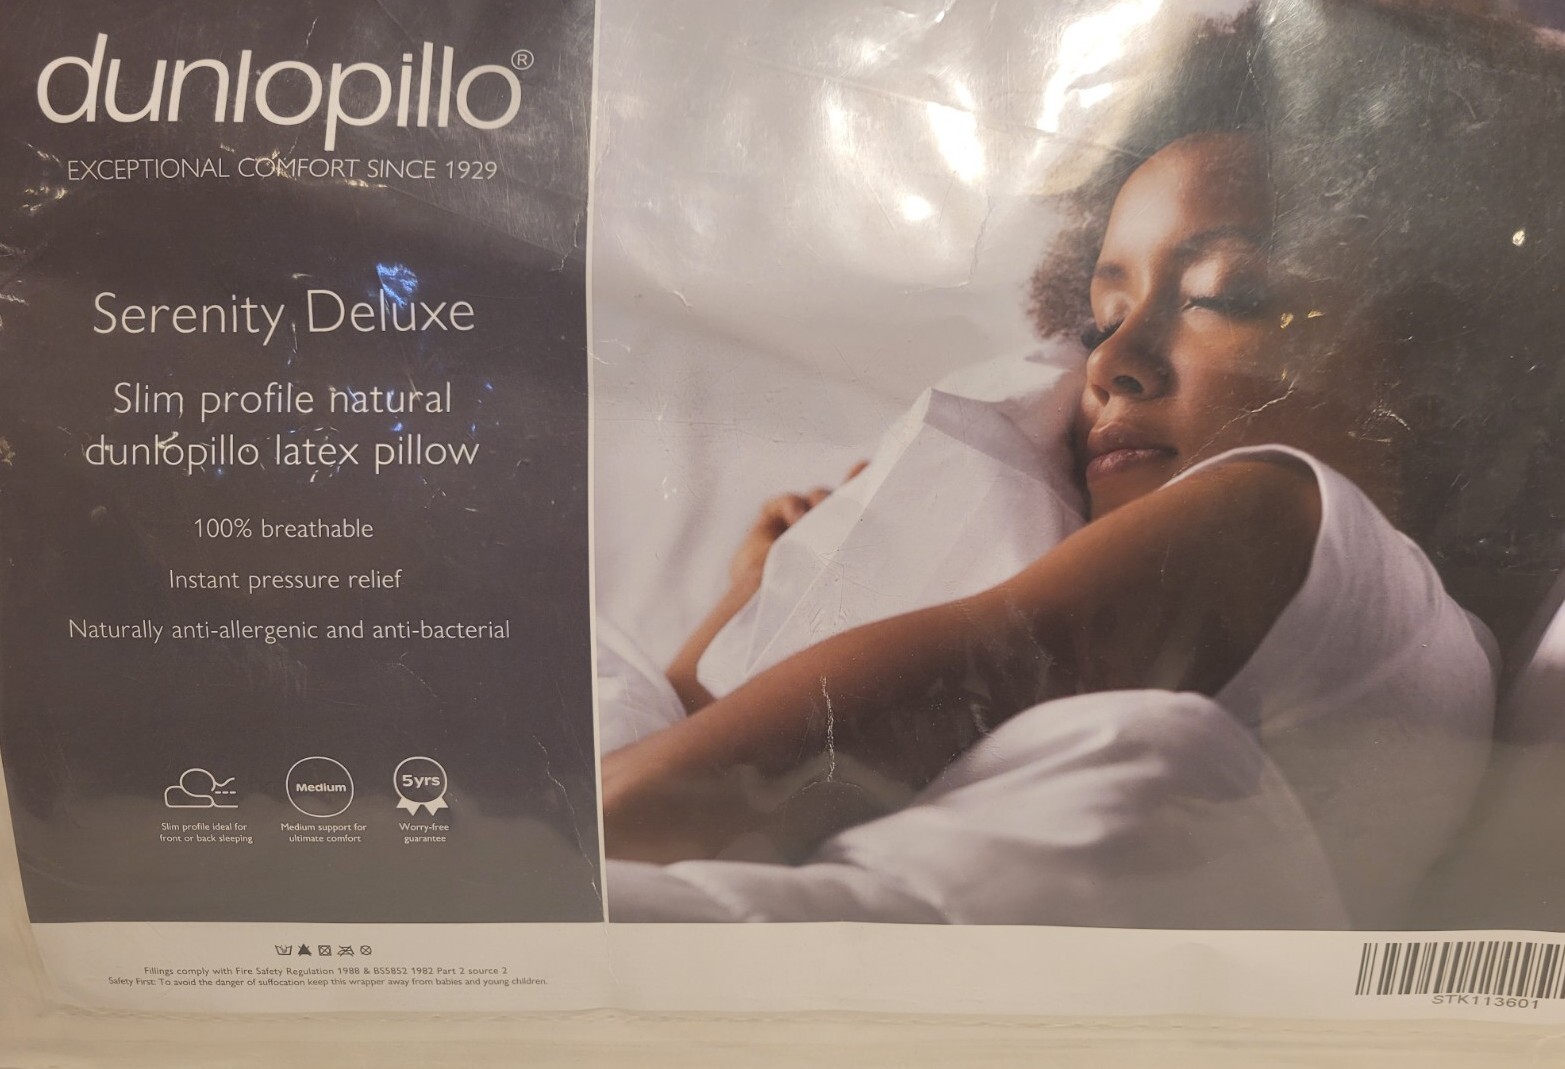 dunlopillo®
EXCEPTIONAL COMFORT SINCE 1929
Serenity Deluxe
Slim profile natural
dunlopillo latex pillow
100% breathable
Instant pressure relief
Naturally anti-allergenic and anti-bacterial
Medium
5yrs
Slim profile ideal for
front or back sleeping
Medium support for
ultimate comfort
Worry-free
guarantee
Fillings comply with Fire Safety Regulation 1988 & BS5852 1982 Part 2 source 2
Safety First: To avoid the danger of suffocation keep this wrapper away from babies and young children.
STK113601